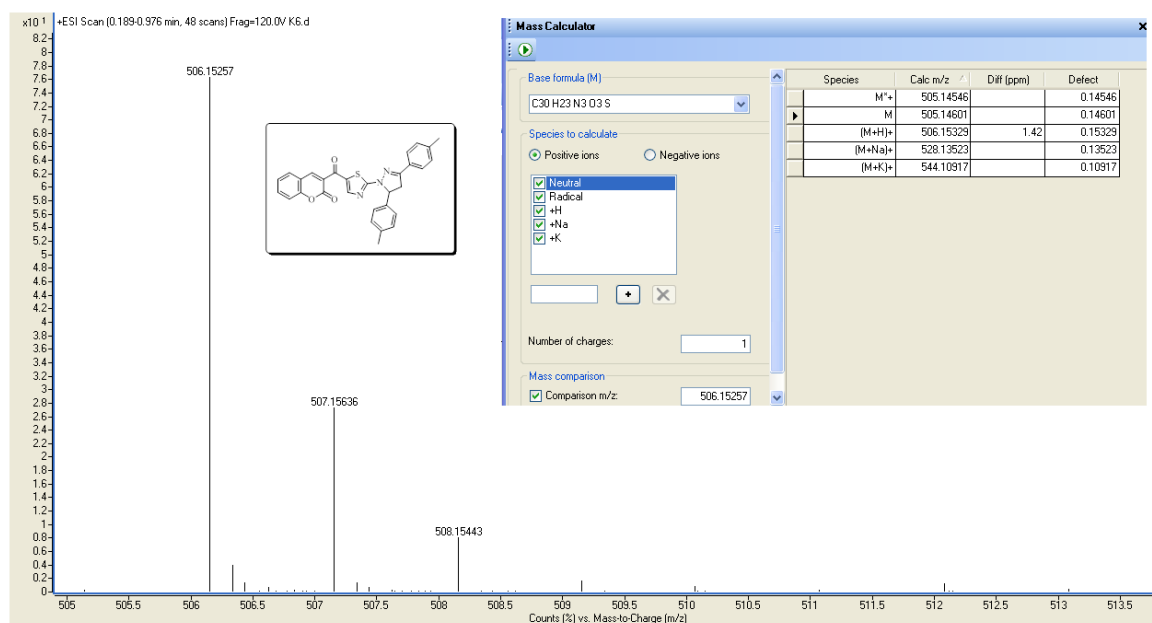 x10 1 +ESI Scan (0.189-0.976 min, 48 scans) Frag=120.0V K6.d
8.2
8
7.8
7.6
7.4
7.2
7
6.8
6.6
6.4
6.2
6
5.8
5.6
5.4
5.2
5
4.8
4.6
4.4
4.2
4
3.8
3.6
3.4
3.2
3
2.8
2.6
2.4
2.2
2
1.8
1.6
1.4
1.2
1
0.8
0.6
0.4
0.2
0
506.15257
507.15636
508.15443
O
S
N
N
O
O
N
505 505.5 506 506.5 507 507.5 508 508.5 509 509.5 510 510.5 511 511.5 512 512.5 513 513.5
Counts (%) vs. Mass-to-Charge (m/z)
Mass Calculator
Base formula (M)
C30 H23 N3 O3 S
Species to calculate
Positive ions Negative ions
Neutral
Radical
+H
+Na
+K
+
Number of charges: 1
Mass comparison
Comparison m/z: 506.15257
Species Calc m/z Diff (ppm) Defect
M*+ 505.14546 0.14546
M 505.14601 0.14601
(M+H)+ 506.15329 1.42 0.15329
(M+Na)+ 528.13523 0.13523
(M+K)+ 544.10917 0.10917